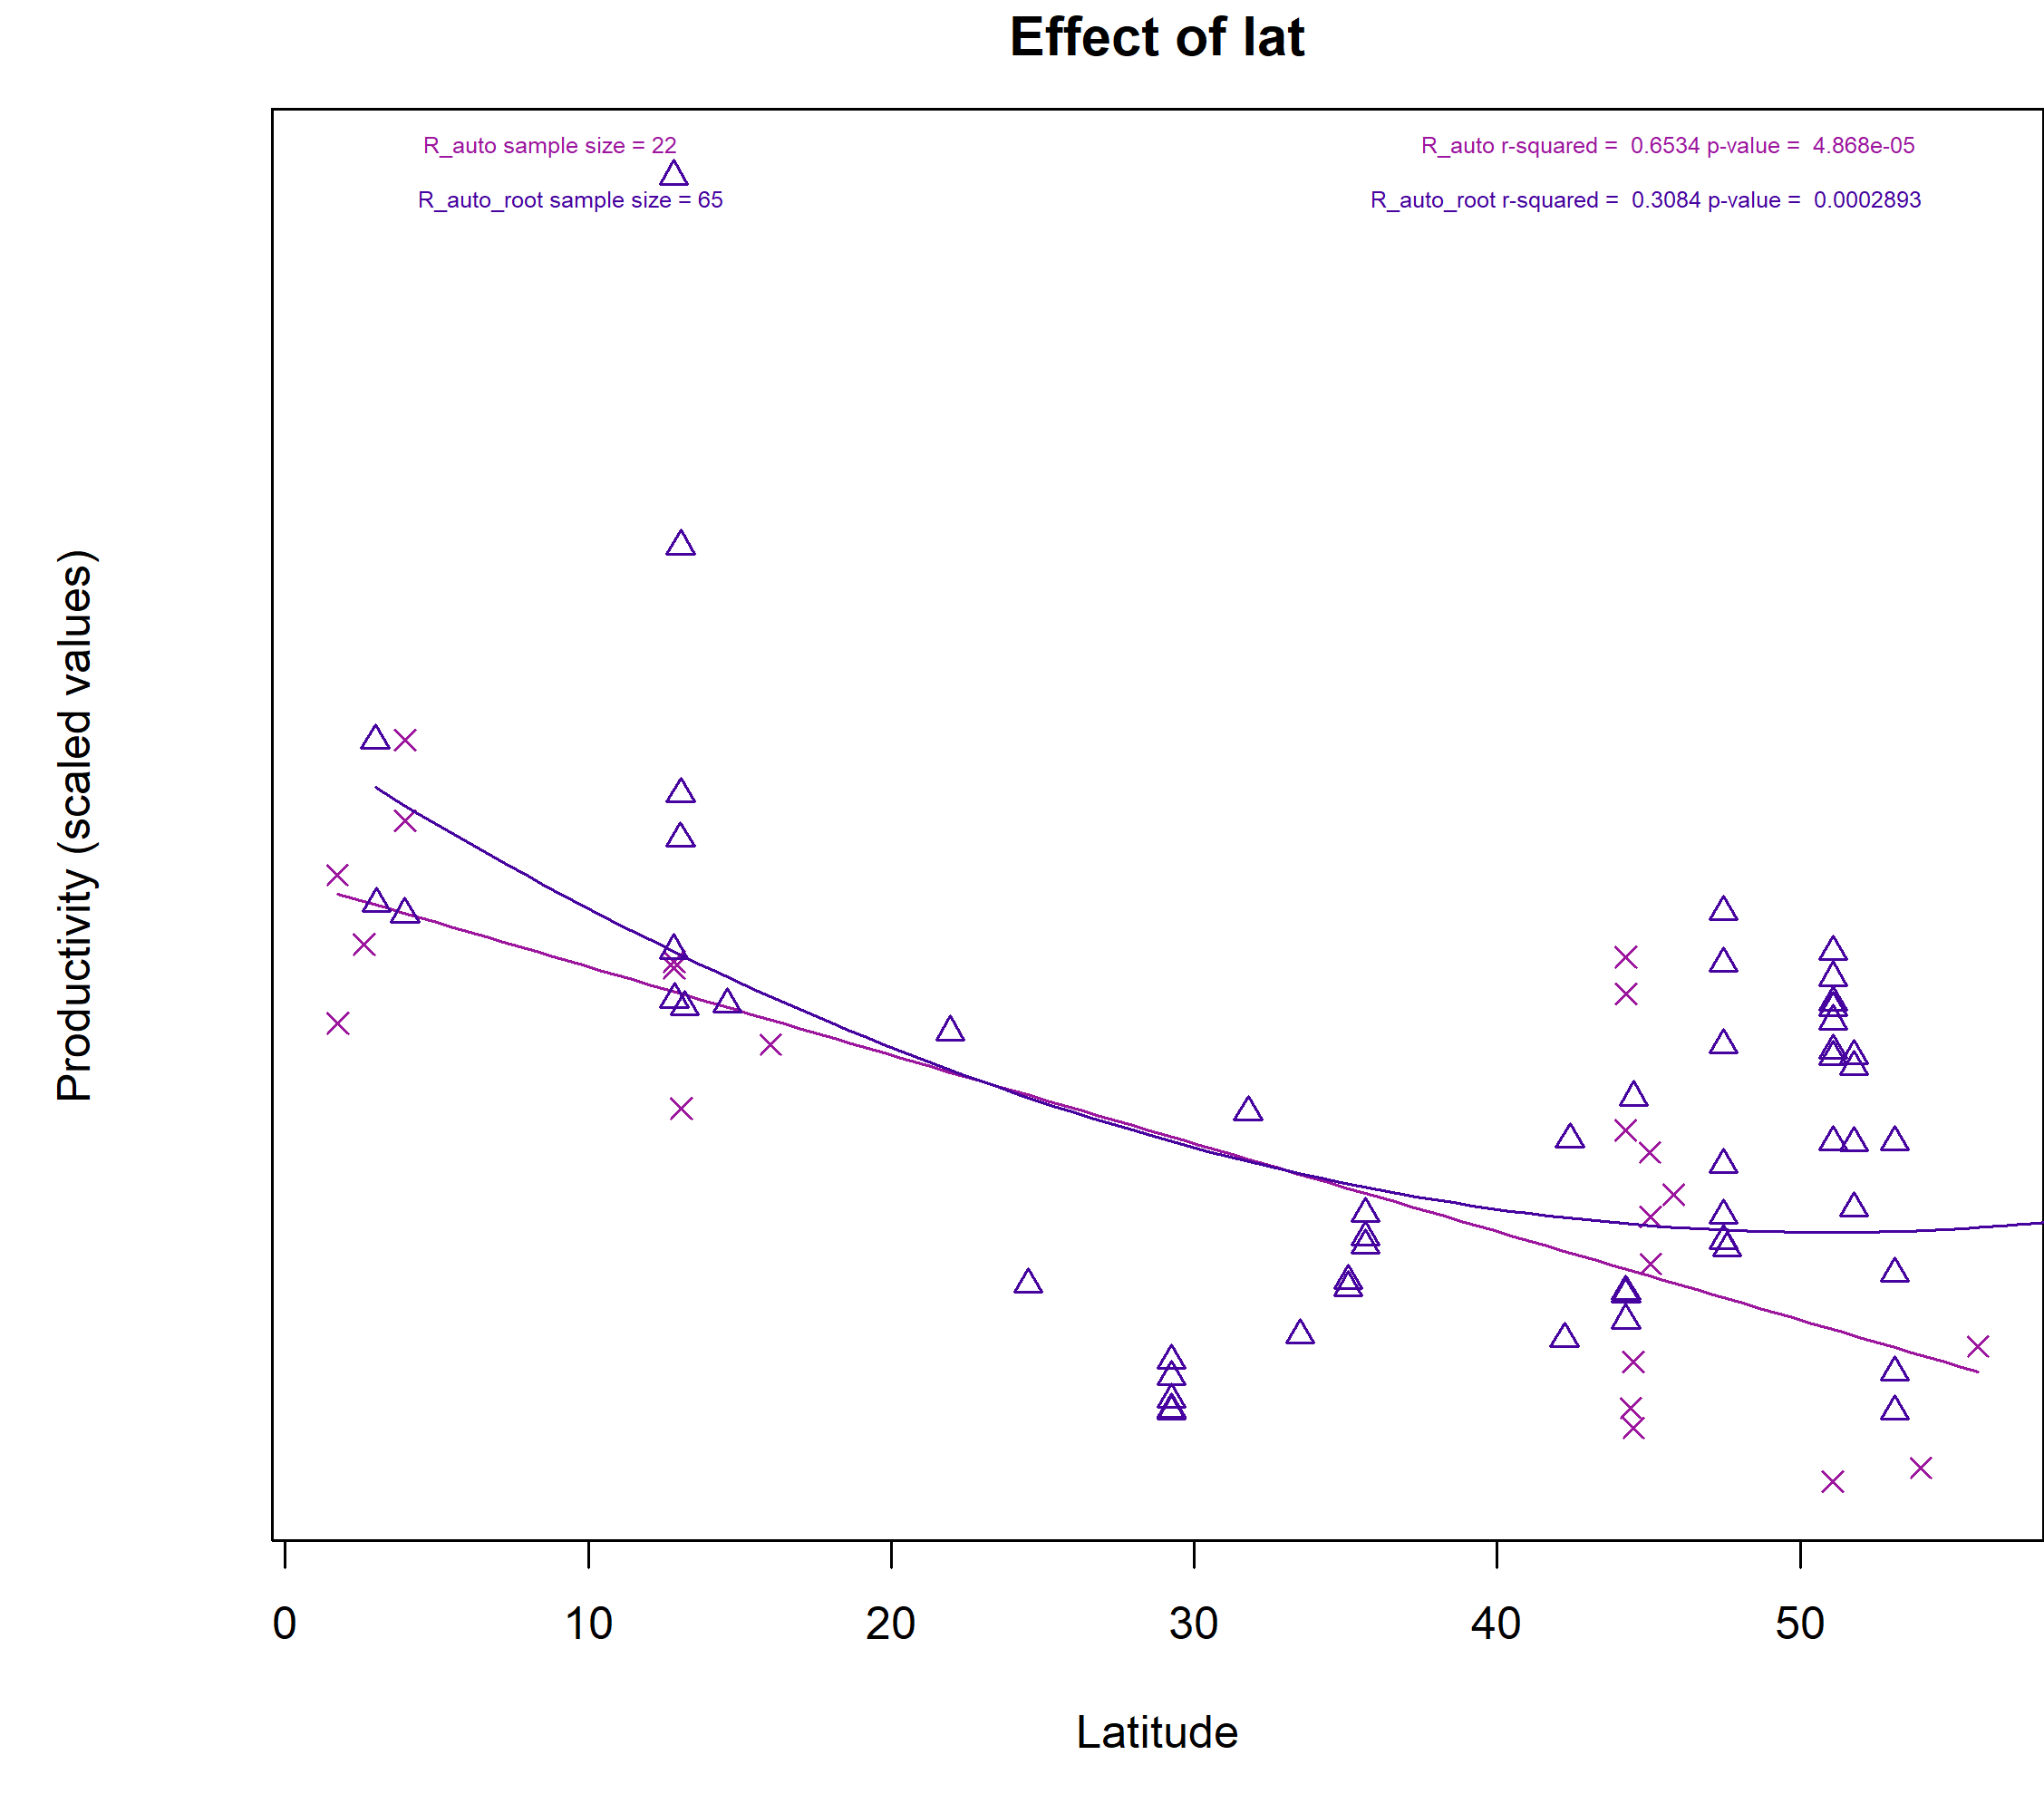 Effect of lat
R_auto sample size = 22
R_auto r-squared = 0.6534 p-value = 4.868e-05
R_auto_root sample size = 65
R_auto_root r-squared = 0.3084 p-value = 0.0002893
Productivity (scaled values)
0 10 20 30 40 50
Latitude